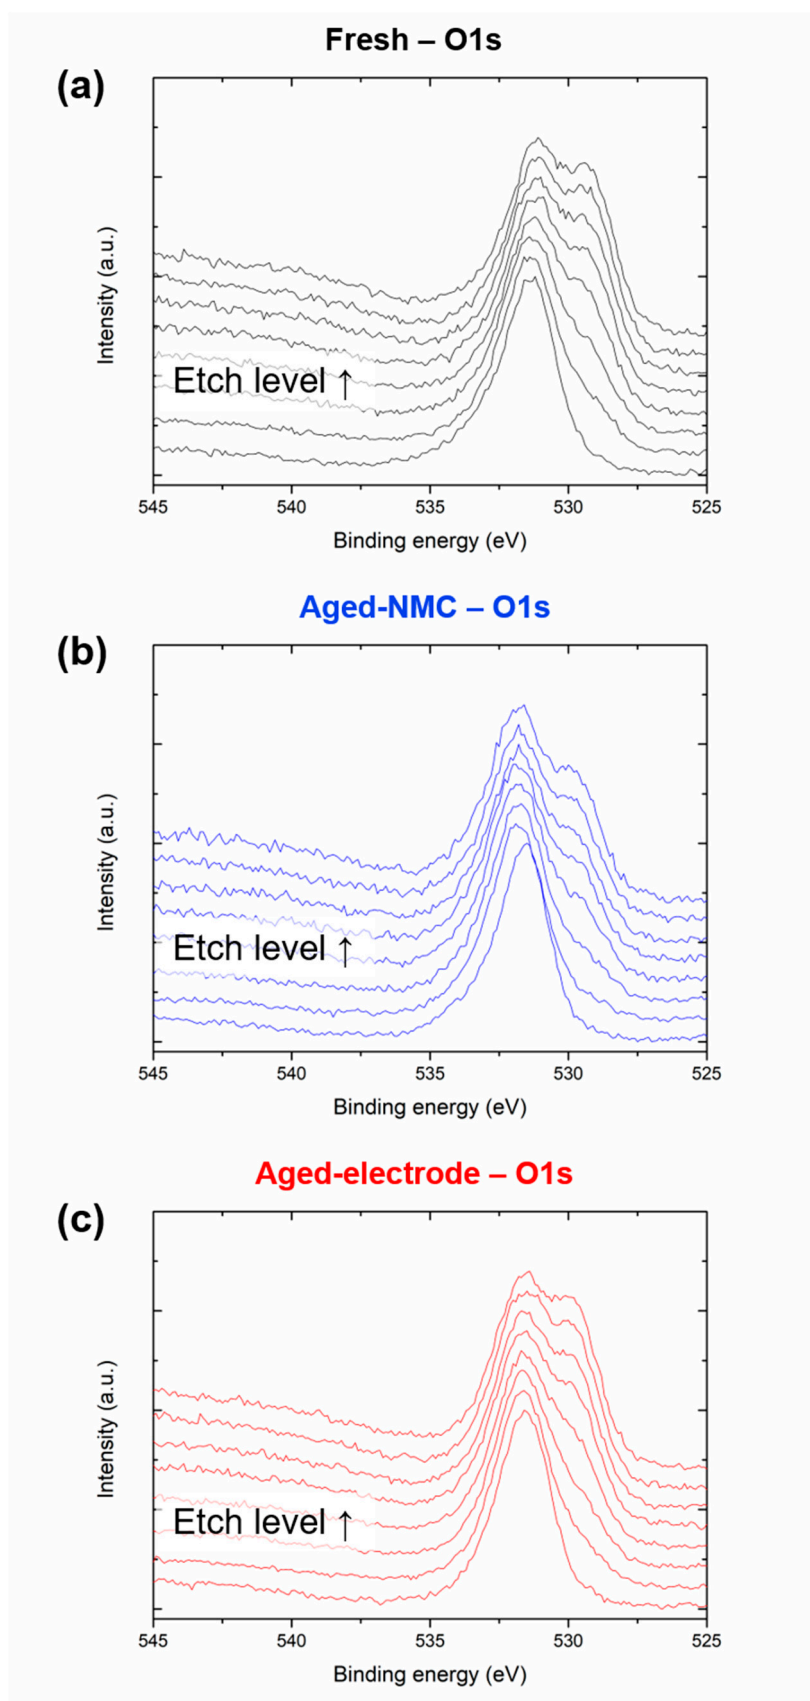 Fresh – O1s
(a)
Intensity (a.u.)
Etch level ↑
545 540 535 530 525
Binding energy (eV)
Aged-NMC – O1s
(b)
Intensity (a.u.)
Etch level ↑
545 540 535 530 525
Binding energy (eV)
Aged-electrode – O1s
(c)
Intensity (a.u.)
Etch level ↑
545 540 535 530 525
Binding energy (eV)